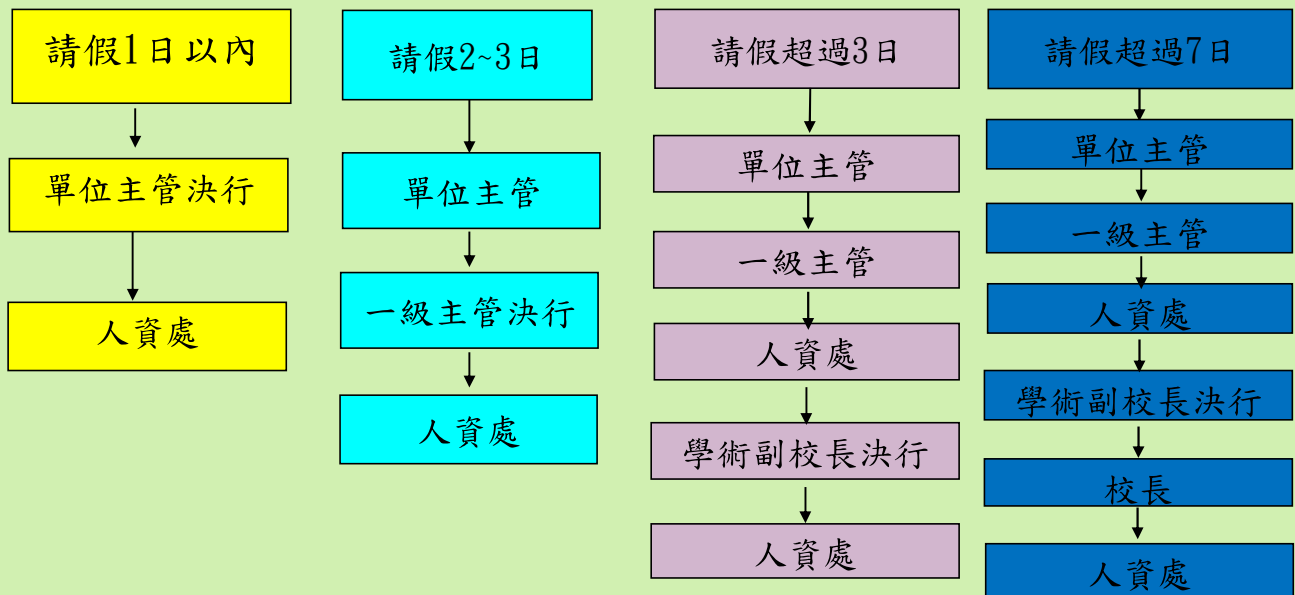 請假1日以內
單位主管決行
人資處
請假2~3日
單位主管
一級主管決行
人資處
請假超過3日
單位主管
一級主管
人資處
學術副校長決行
人資處
請假超過7日
單位主管
一級主管
人資處
學術副校長決行
校長
人資處